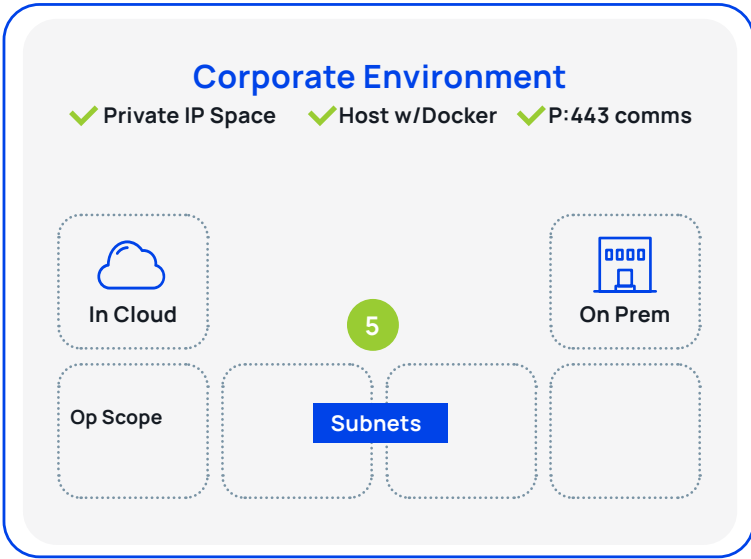 Corporate Environment
Private IP Space
Host w/Docker
P:443 comms
In Cloud
On Prem
5
Op Scope
Subnets